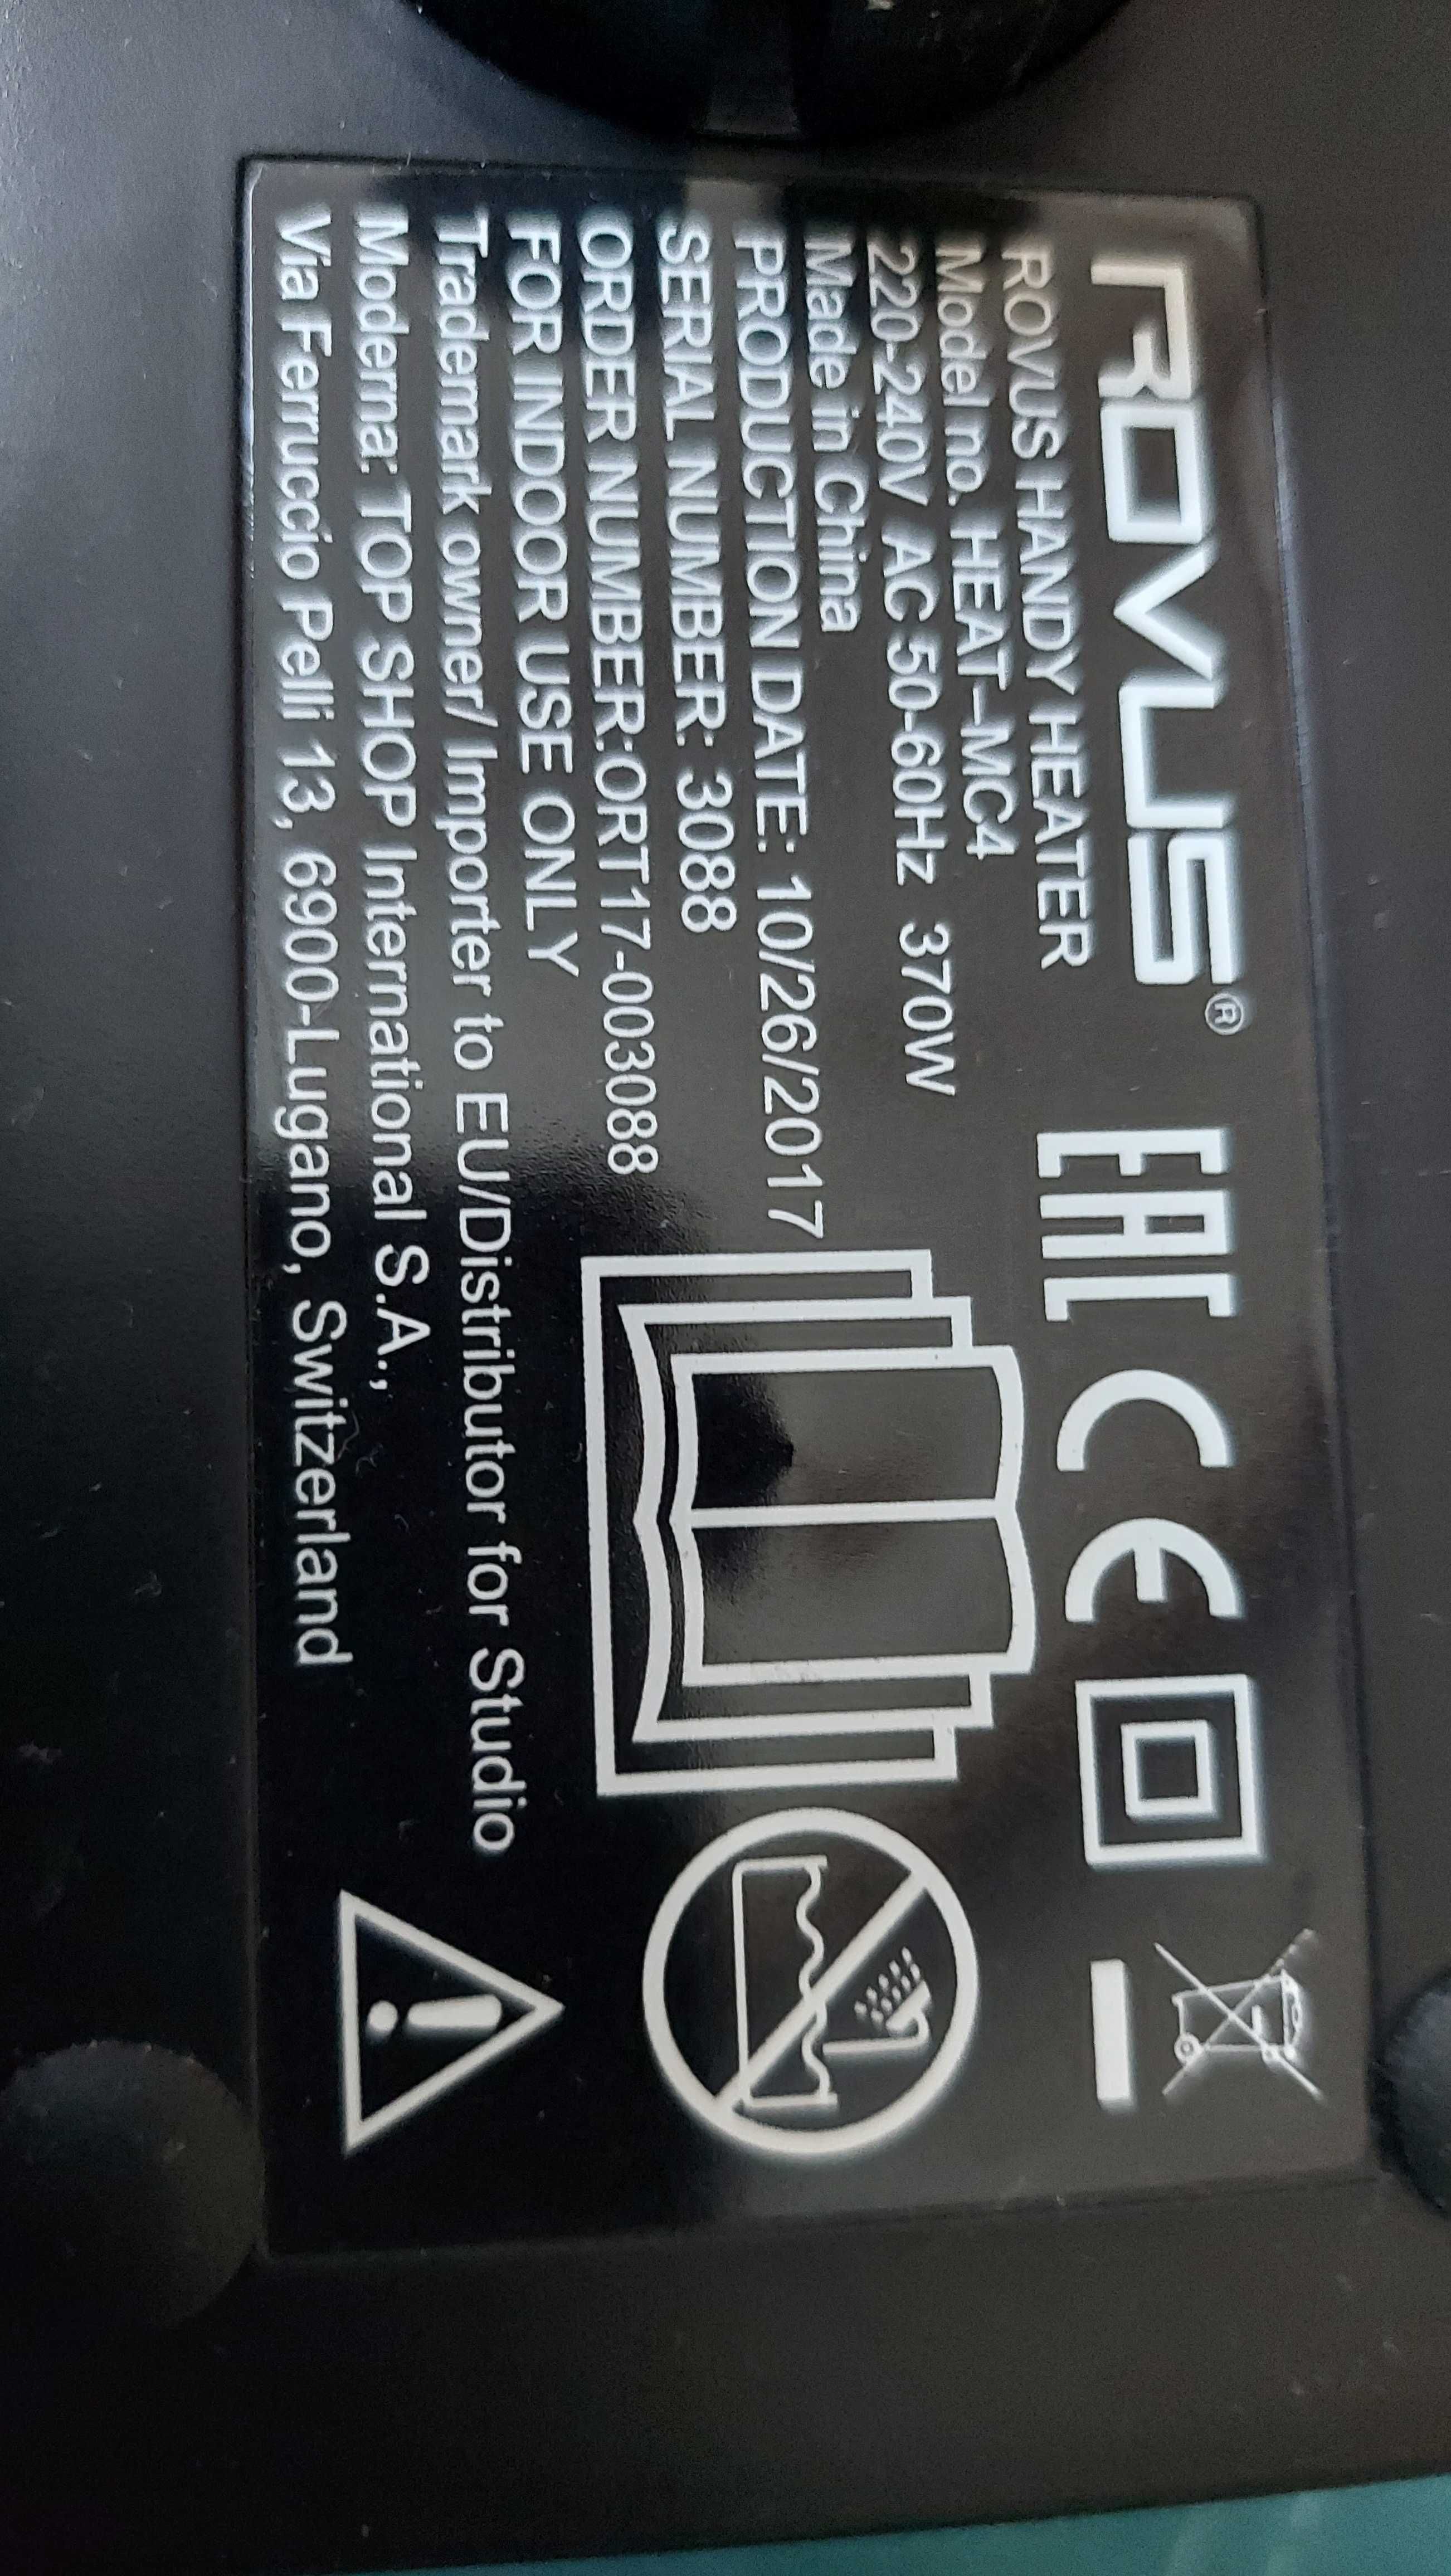 ROVUS®
EAC CE
ROVUS HANDY HEATER
Model no. HEAT-MC4
220-240V AC 50-60Hz 370W
Made in China
PRODUCTION DATE: 10/26/2017
SERIAL NUMBER: 3088
ORDER NUMBER:ORT17-003088
FOR INDOOR USE ONLY
Trademark owner/ Importer to EU/Distributor for Studio
Moderna: TOP SHOP International S.A.,
Via Ferruccio Pelli 13, 6900-Lugano, Switzerland